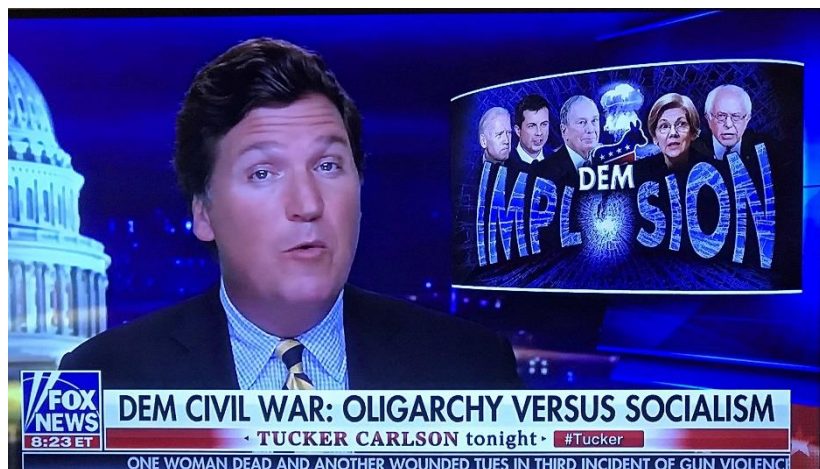 DEM
IMPLOSION
FOX
NEWS
8:23 ET
DEM CIVIL WAR: OLIGARCHY VERSUS SOCIALISM
TUCKER CARLSON tonight
#Tucker
ONE WOMAN DEAD AND ANOTHER WOUNDED TUES IN THIRD INCIDENT OF GUN VIOLENCE